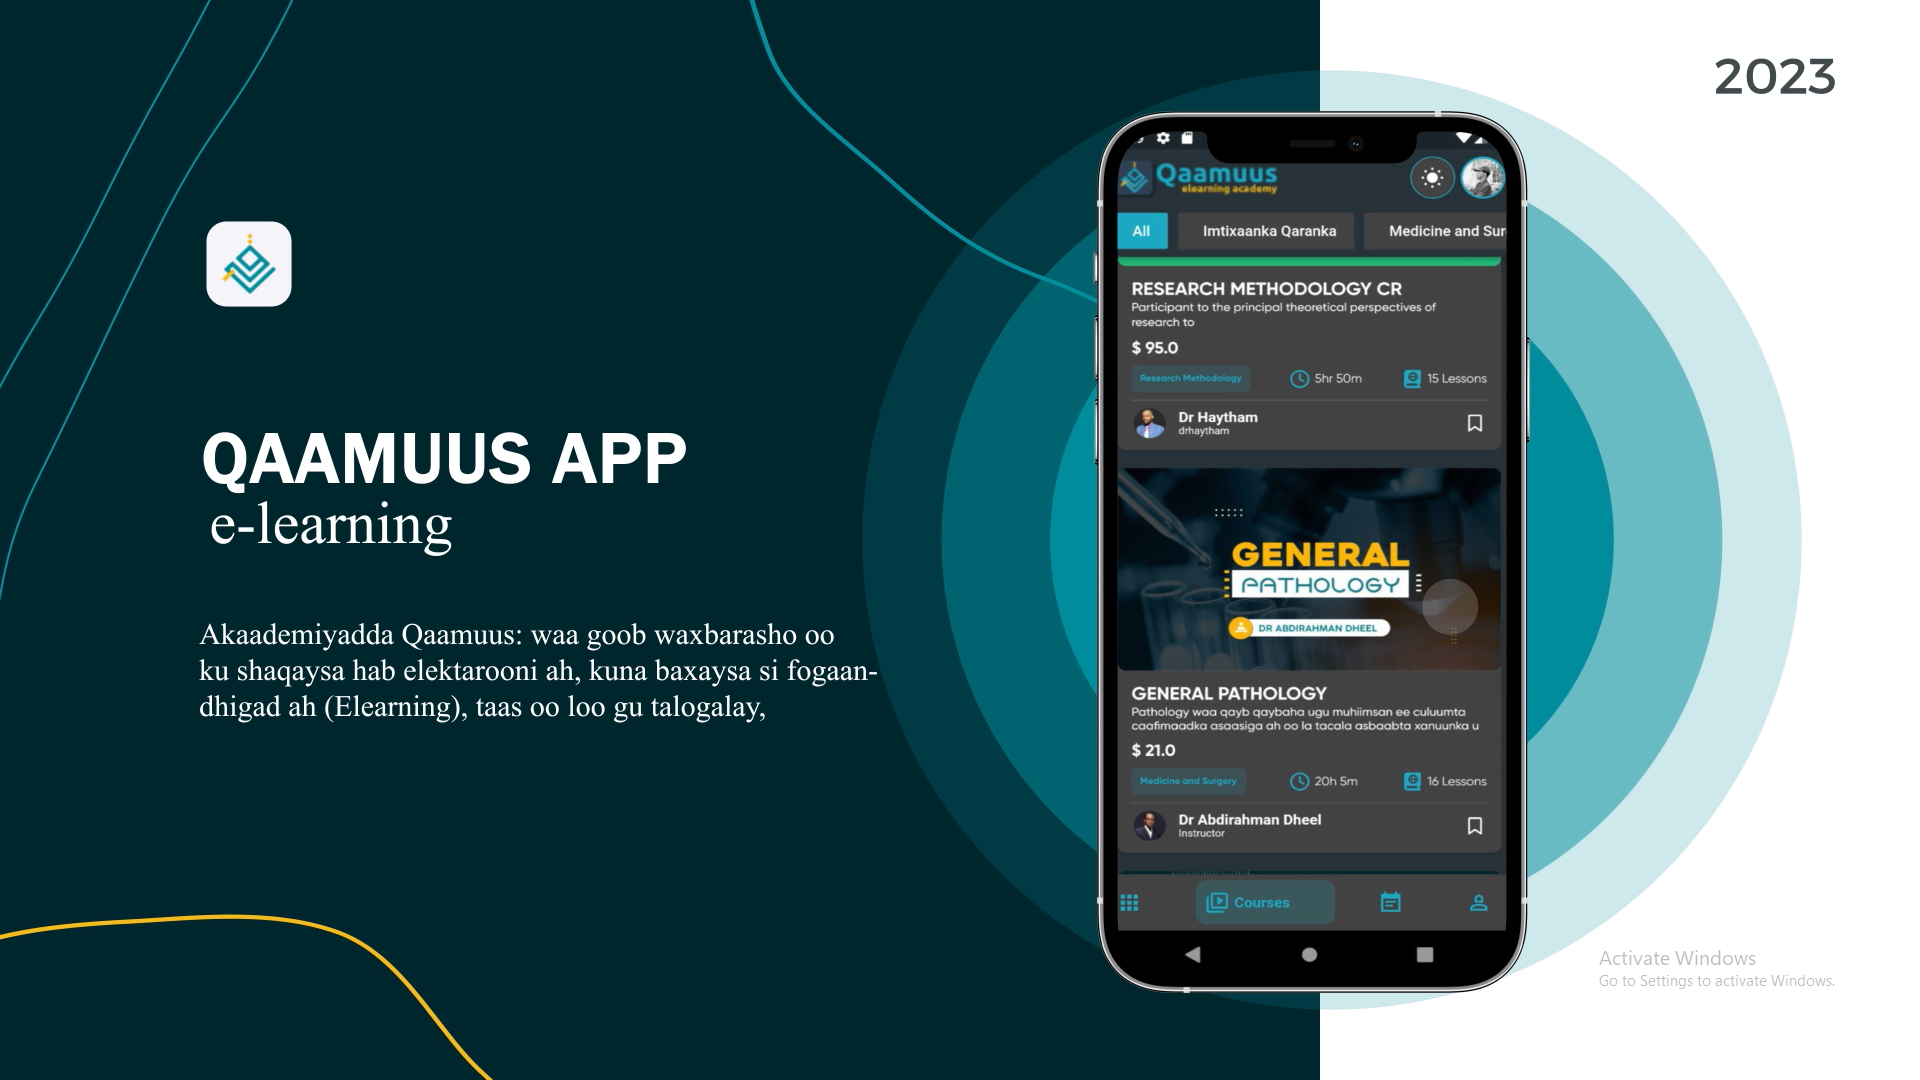 2023
QAAMUUS APP
e-learning
Akaademiyadda Qaamuus: waa goob waxbarasho oo
ku shaqaysa hab elektarooni ah, kuna baxaysa si fogaan-
dhigad ah (Elearning), taas oo loo gu talogalay,
Qaamuus
elearning academy
All
Imtixaanka Qaranka
Medicine and Sur
RESEARCH METHODOLOGY CR
Participant to the principal theoretical perspectives of
research to
$ 95.0
Research Methodology
5hr 50m
15 Lessons
Dr Haytham
drhaytham
GENERAL
PATHOLOGY
DR ABDIRAHMAN DHEEL
GENERAL PATHOLOGY
Pathology waa qayb qaybaha ugu muhiimsan ee culuumta
caafimaadka asaasiga ah oo la tacala asbaabta xanuunka u
$ 21.0
Medicine and Surgery
20h 5m
16 Lessons
Dr Abdirahman Dheel
Instructor
Courses
Activate Windows
Go to Settings to activate Windows.